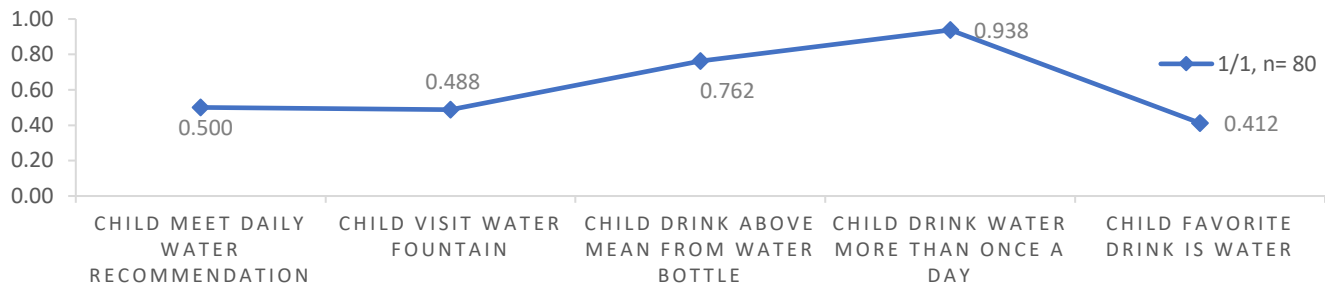 1.00
0.80
0.60
0.40
0.20
0.00
0.500
0.488
0.762
0.938
0.412
1/1, n= 80
CHILD MEET DAILY
WATER
RECOMMENDATION
CHILD VISIT WATER
FOUNTAIN
CHILD DRINK ABOVE
MEAN FROM WATER
BOTTLE
CHILD DRINK WATER
MORE THAN ONCE A
DAY
CHILD FAVORITE
DRINK IS WATER